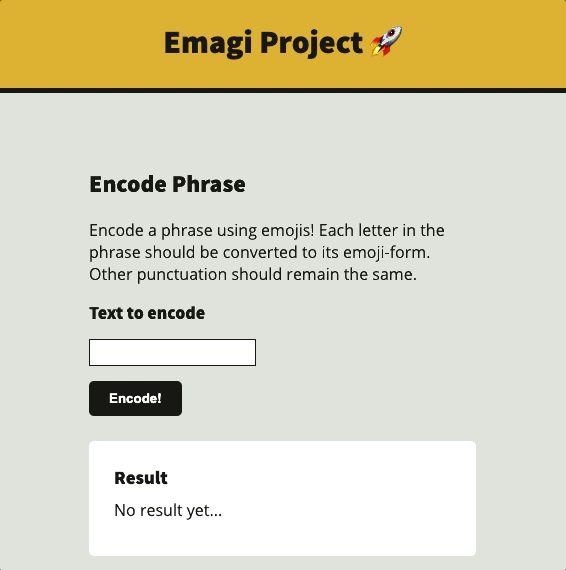 Emagi Project 🚀
Encode Phrase
Encode a phrase using emojis! Each letter in the
phrase should be converted to its emoji-form.
Other punctuation should remain the same.
Text to encode
Encode!
Result
No result yet...